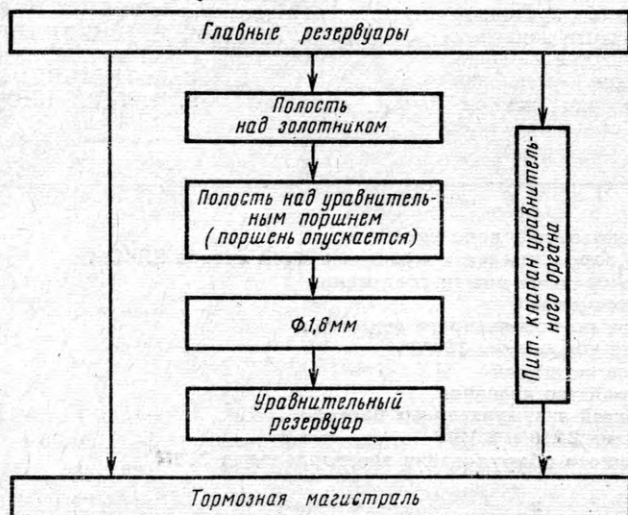 Главные резервуары
Полость
над золотником
Полость над уравнитель-
ным поршнем
(поршень опускается)
Ф1,6мм
Уравнительный
резервуар
Пит. клапан уравнитель-
ного органа
Тормозная магистраль